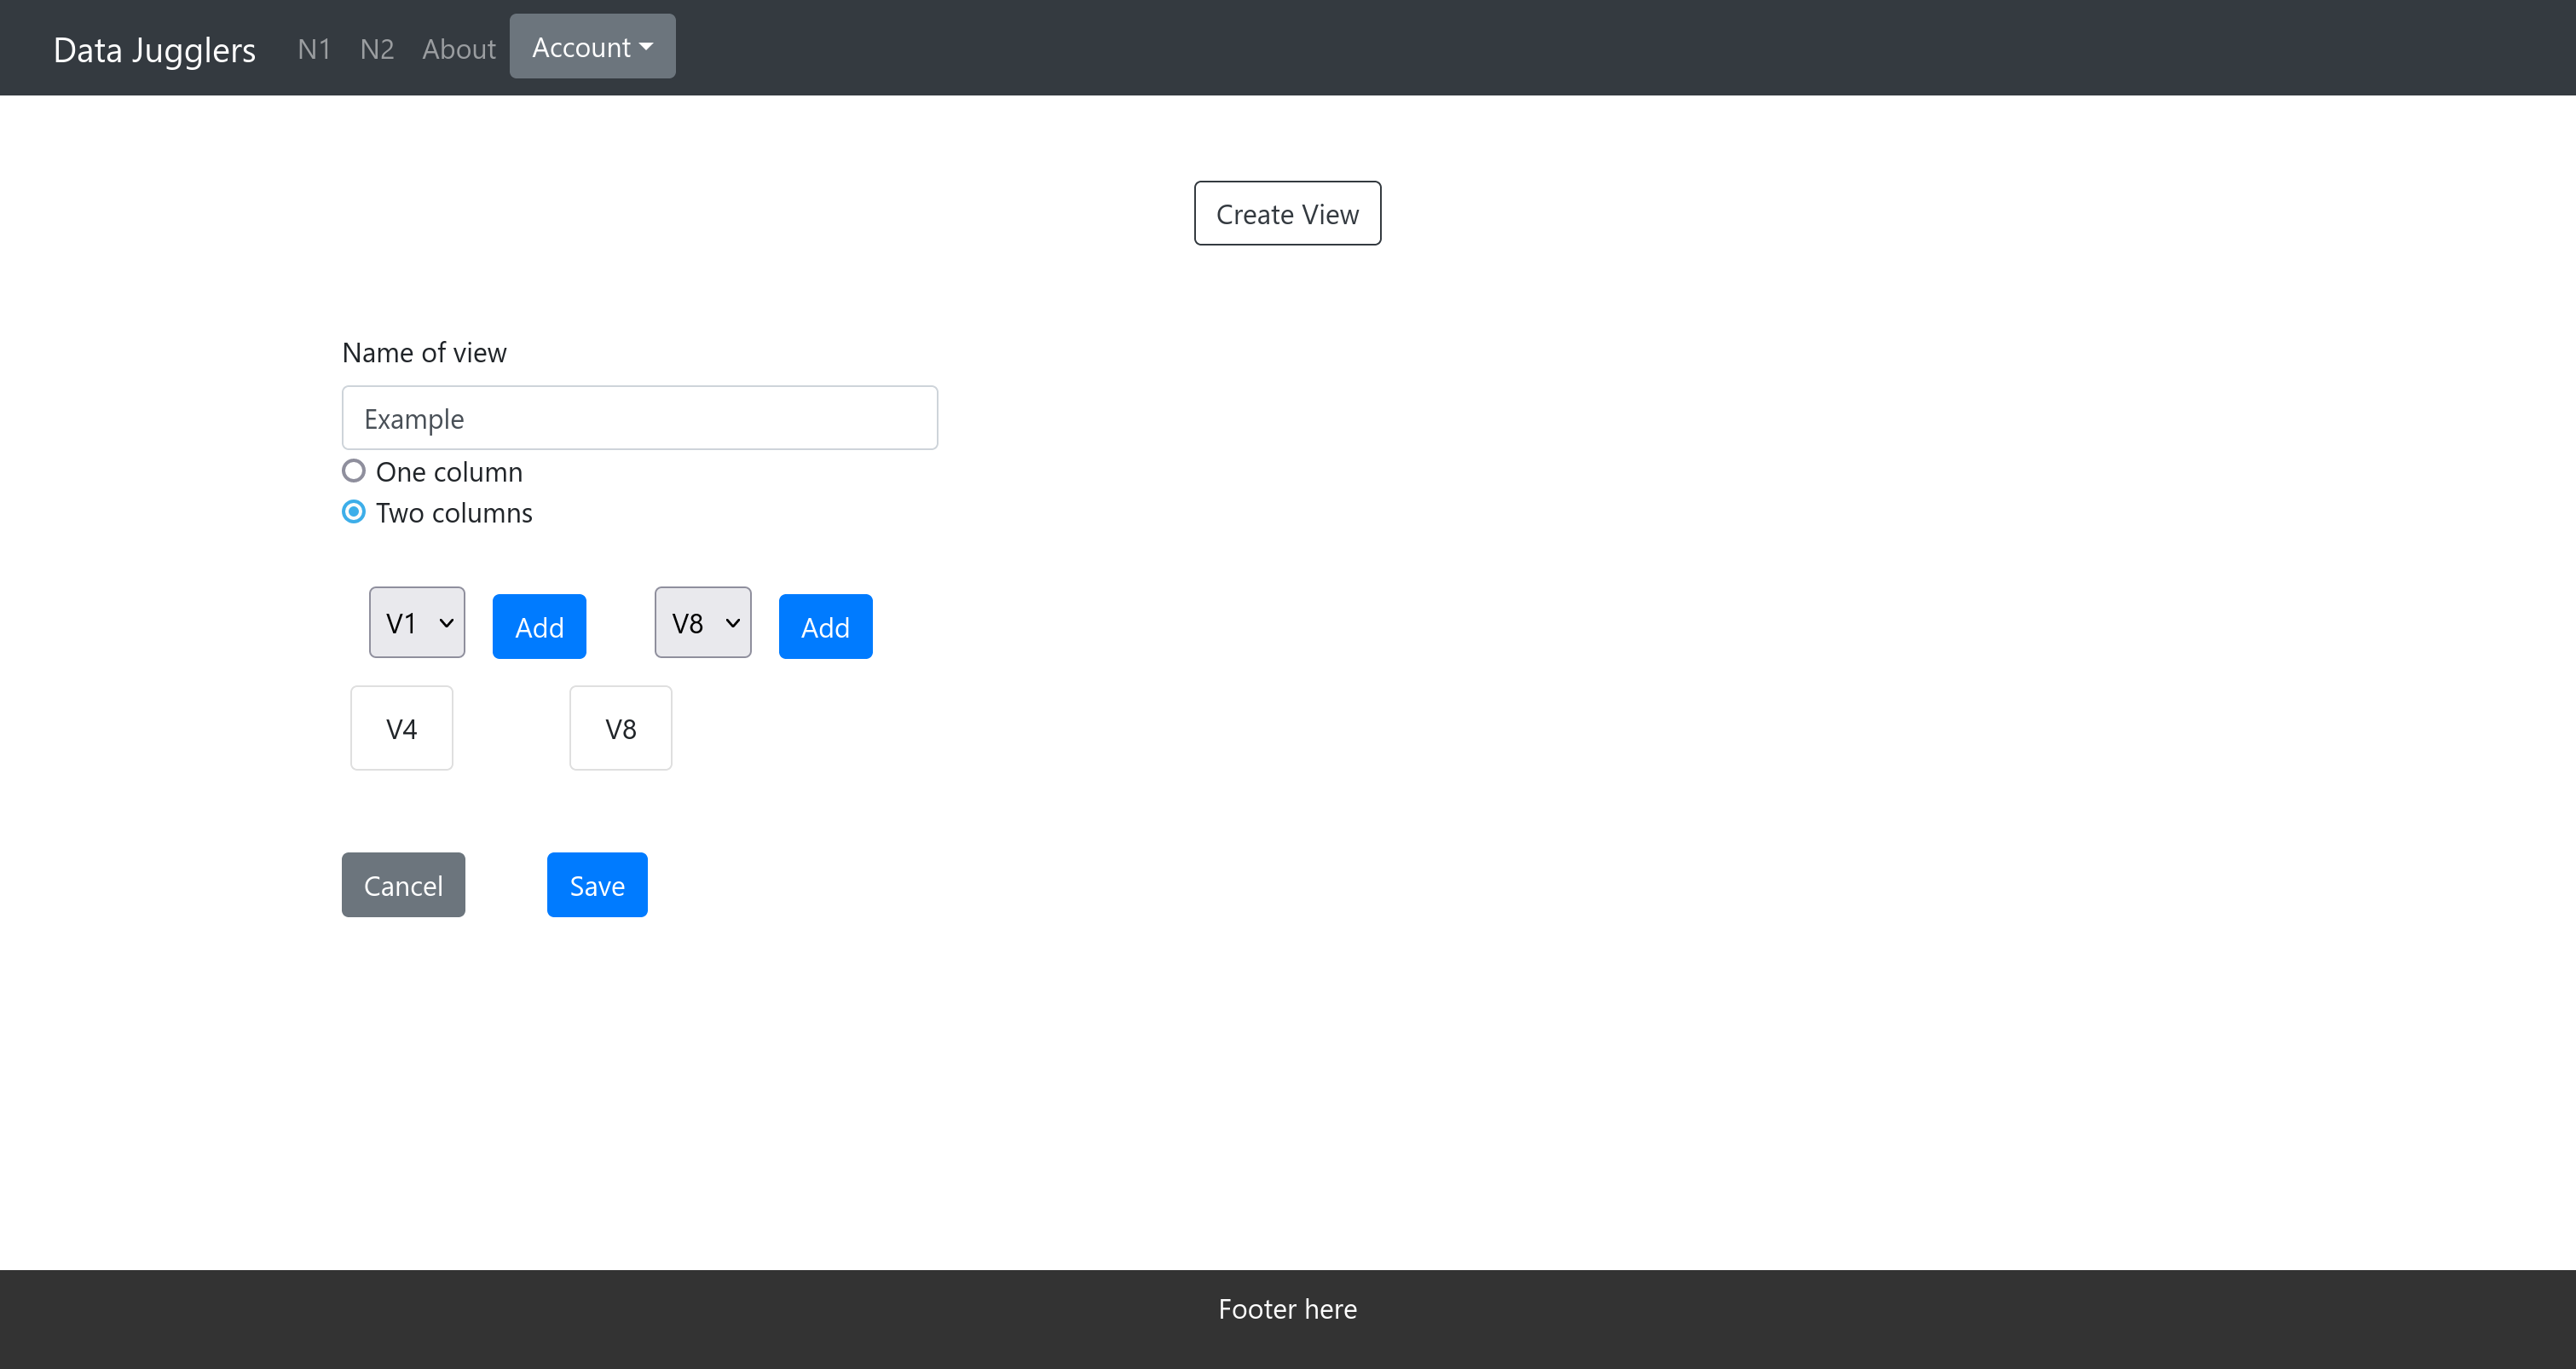 Data Jugglers N1 N2 About Account
Create View
Name of view
Example
One column
Two columns
V1 Add V8 Add
V4 V8
Cancel Save
Footer here